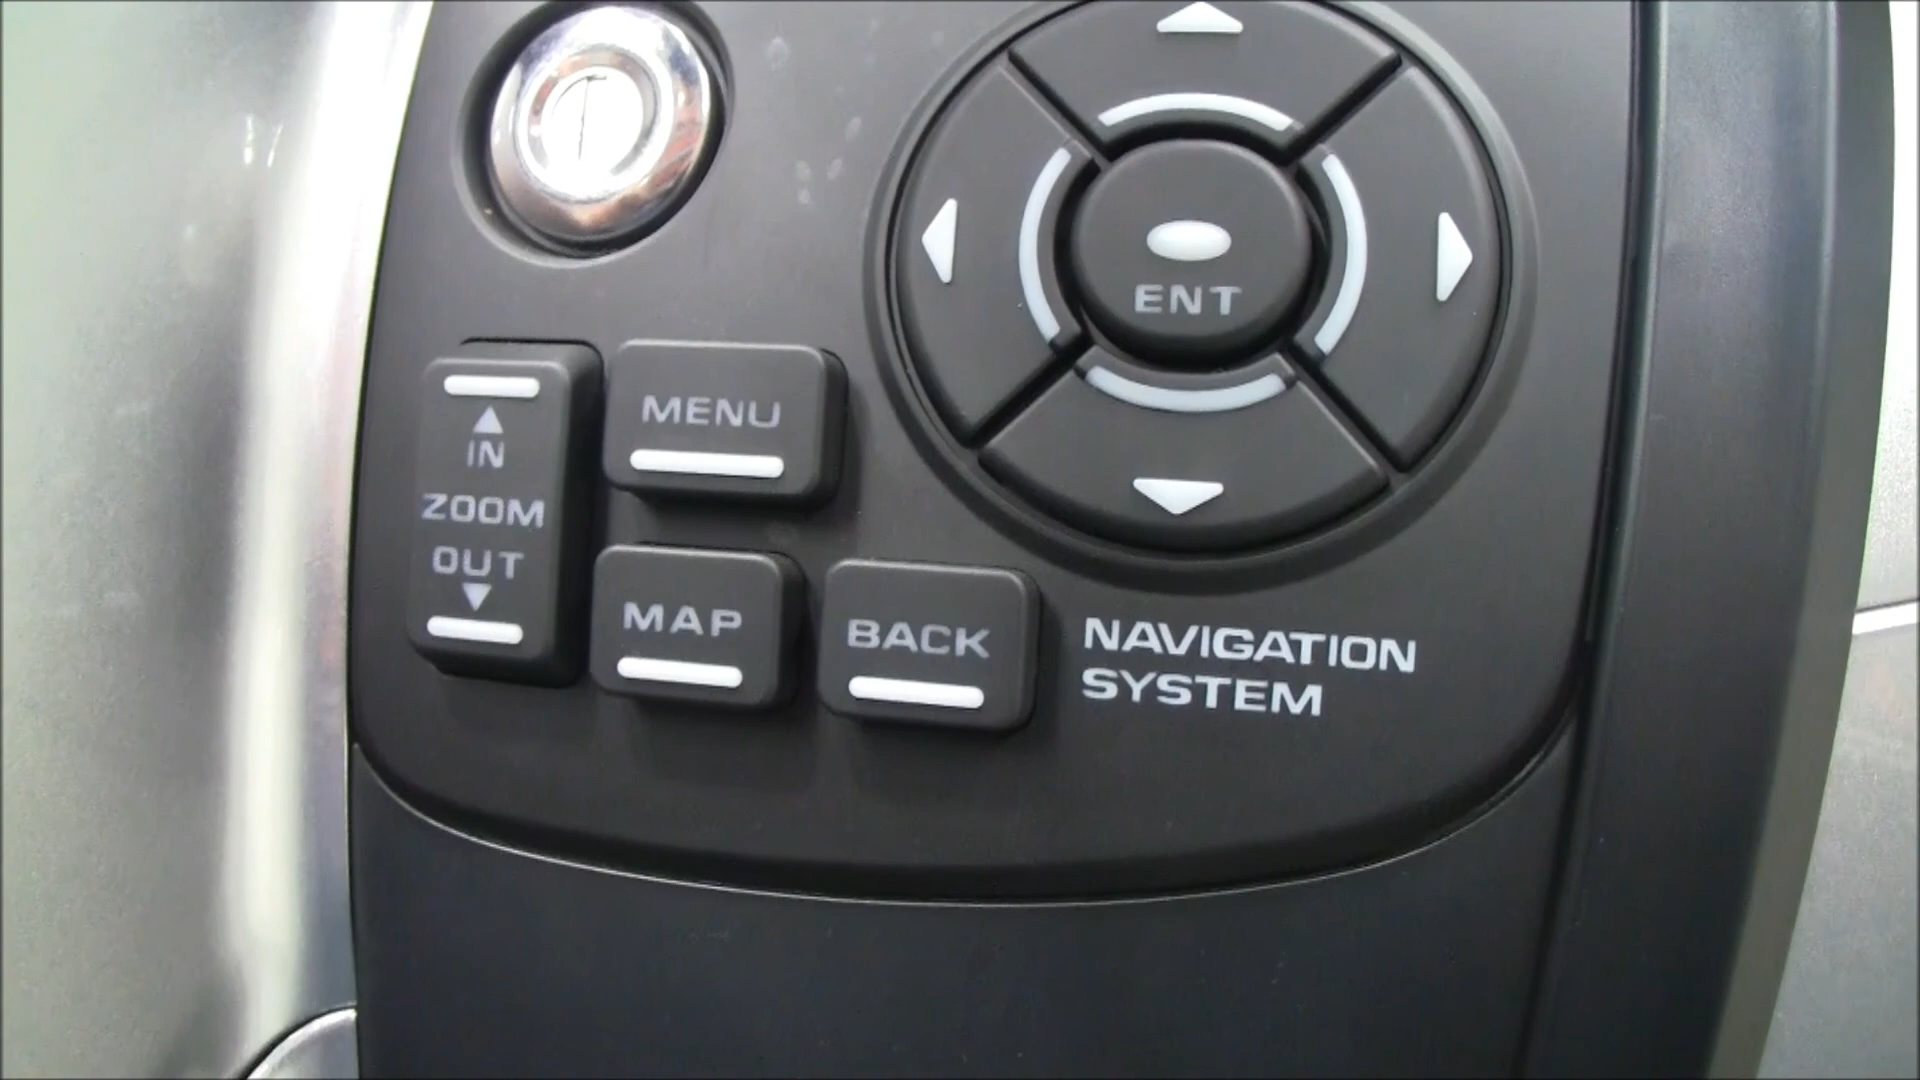 ENT
MENU
IN
ZOOM
OUT
MAP
BACK
NAVIGATION
SYSTEM